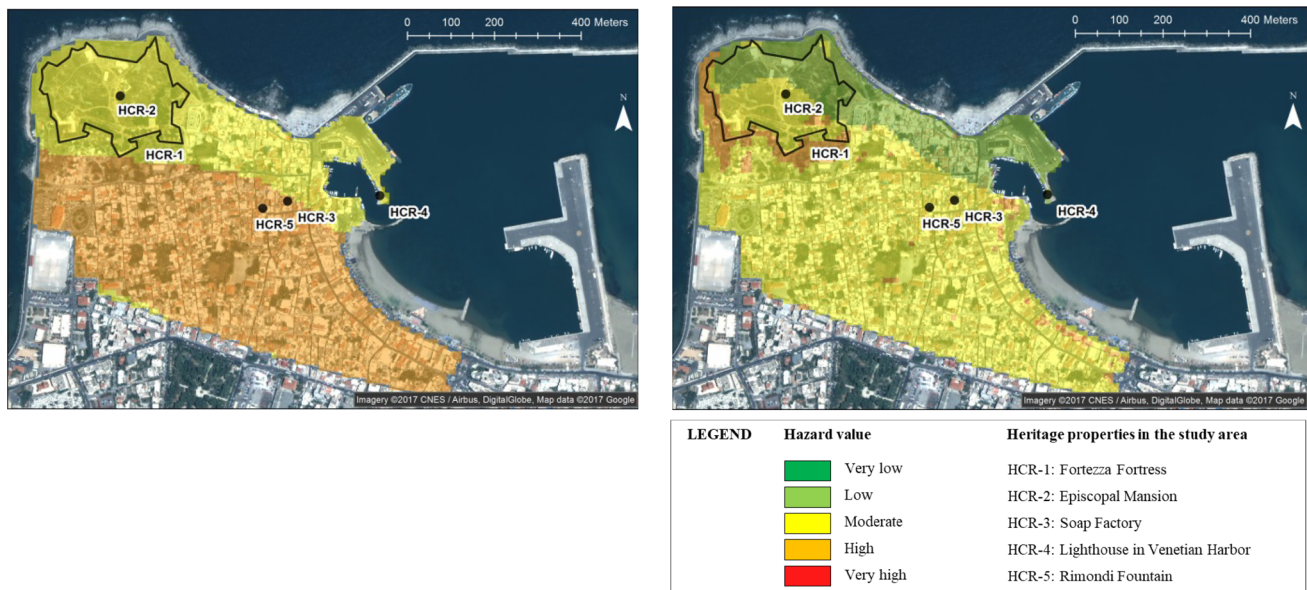 0 200 400 Meters
N
HCR-2
HCR-1
HCR-3
HCR-5
HCR-4
Imagery ©2017 CNES / Airbus, DigitalGlobe, Map data ©2017 Google
0 200 400 Meters
N
HCR-2
HCR-1
HCR-3
HCR-5
HCR-4
Imagery ©2017 CNES / Airbus, DigitalGlobe, Map data ©2017 Google
LEGEND Hazard value Heritage properties in the study area
Very low HCR-1: Fortezza Fortress
Low HCR-2: Episcopal Mansion
Moderate HCR-3: Soap Factory
High HCR-4: Lighthouse in Venetian Harbor
Very high HCR-5: Rimondi Fountain